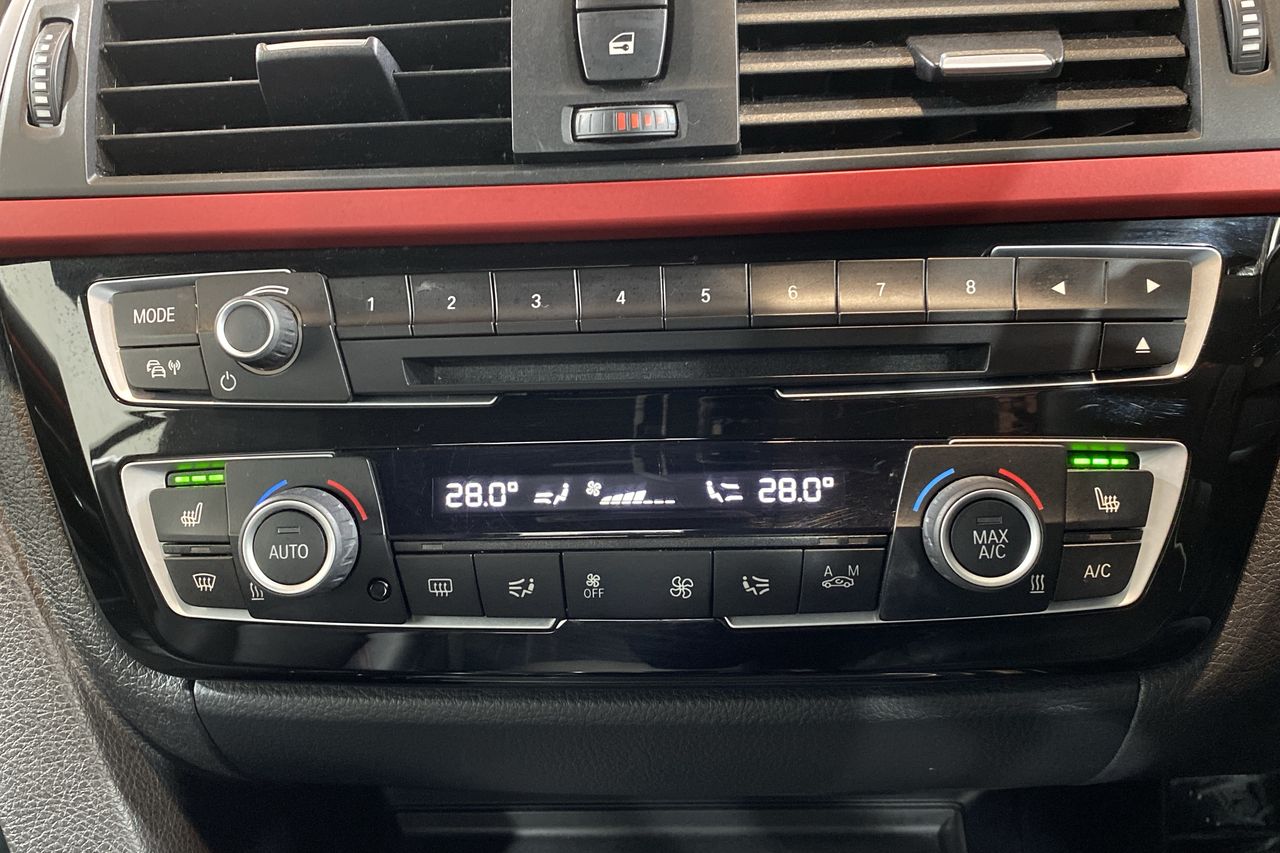 MODE 1 2 3 4 5 6 7 8
28.0° 28.0°
AUTO MAX
A/C
A/C
OFF
A M